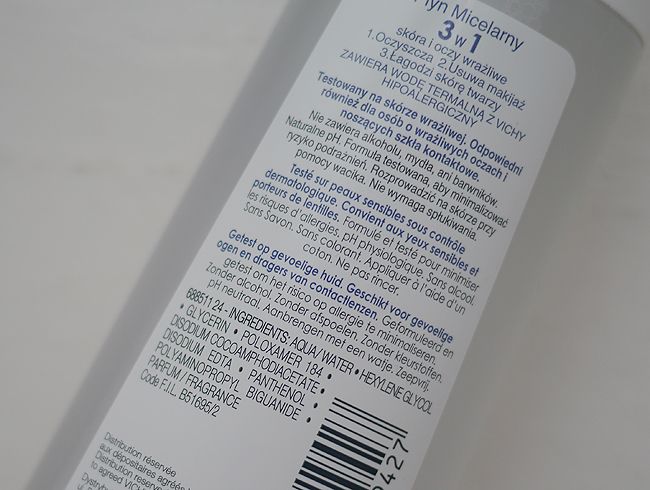 Płyn Micelarny
3 w 1
skóra i oczy wrażliwe
1.Oczyszcza 2.Usuwa makijaż
3.Łagodzi skórę twarzy
ZAWIERA WODĘ TERMALNĄ Z VICHY
HIPOALERGICZNY
Testowany na skórze wrażliwej. Odpowiedni
również dla osób o wrażliwych oczach i
noszących szkła kontaktowe.
Nie zawiera alkoholu, mydła, ani barwników.
Naturalne pH. Formuła testowana, aby minimalizować
ryzyko podrażnień. Rozprowadzić na skórze przy
pomocy wacika. Nie wymaga spłukiwania.
Testé sur peaux sensibles sous contrôle
dermatologique. Convient aux yeux sensibles et
porteurs de lentilles. Formulé et testé pour minimiser
les risques d'allergies, pH physiologique. Sans alcool.
Sans Savon. Sans colorant. Appliquer à l'aide d'un
coton. Ne pas rincer.
Getest op gevoelige huid. Geschikt voor gevoelige
ogen en dragers van contactlenzen. Geformuleerd en
getest om het risico op allergie te minimaliseren.
Zonder alcohol. Zonder afspoelen. Zonder kleurstoffen.
pH neutraal. Aanbrengen met een watje. Zeepvrij.
688511 24 - INGREDIENTS: AQUA / WATER • HEXYLENE GLYCOL
• GLYCERIN • POLOXAMER 184 •
DISODIUM COCOAMPHODIACETATE •
DISODIUM EDTA • PANTHENOL •
POLYAMINOPROPYL BIGUANIDE •
PARFUM / FRAGRANCE
Code F.I.L. B51695/2
Distribution réservée
aux dépositaires agréés
Distribution reserved
to agreed VICHY